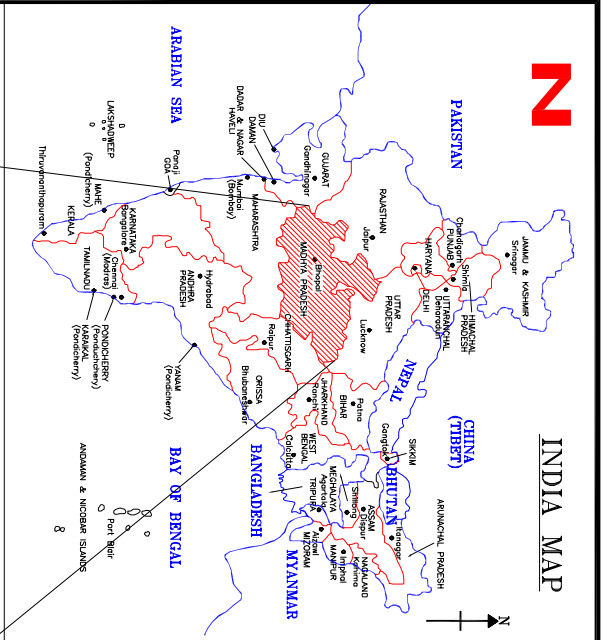 N
INDIA MAP
N
JAMMU & KASHMIR
Srinagar
HIMACHAL
PRADESH
Shimla
PUNJAB
Chandigarh
UTTARANCHAL
Deharadun
HARYANA
DELHI
PAKISTAN
CHINA
(TIBET)
RAJASTHAN
Jaipur
UTTAR
PRADESH
Lucknow
NEPAL
SIKKIM
Gangtok
BHUTAN
ARUNACHAL PRADESH
Itanagar
ASSAM
Dispur
NAGALAND
Kohima
MEGHALAYA
Shillong
MANIPUR
Imphal
TRIPURA
Agartala
MIZORAM
Aizawl
BIHAR
Patna
JHARKHAND
Ranchi
WEST
BENGAL
Calcutta
BANGLADESH
MYANMAR
GUJARAT
Gandhinagar
Bhopal
MADHYA PRADESH
CHHATISGARH
Raipur
ORISSA
Bhubaneshwar
DIU
DAMAN
DADAR & NAGAR
HAVELI
Mumbai
(Bombay)
MAHARASHTRA
Hydrabad
ANDHRA
PRADESH
YANAM
(Pondicherry)
ARABIAN SEA
BAY OF BENGAL
Panaji
GOA
KARNATAKA
Bangalore
Chennai
(Madras)
PONDICHERRY
(Panduchchery)
KARNIKAL
(Pondicherry)
TAMILNADU
MAHE
(Pondicherry)
KERALA
Thiruvananthapuram
LAKSHADWEEP
Port Blair
ANDAMAN & NICOBAR ISLANDS